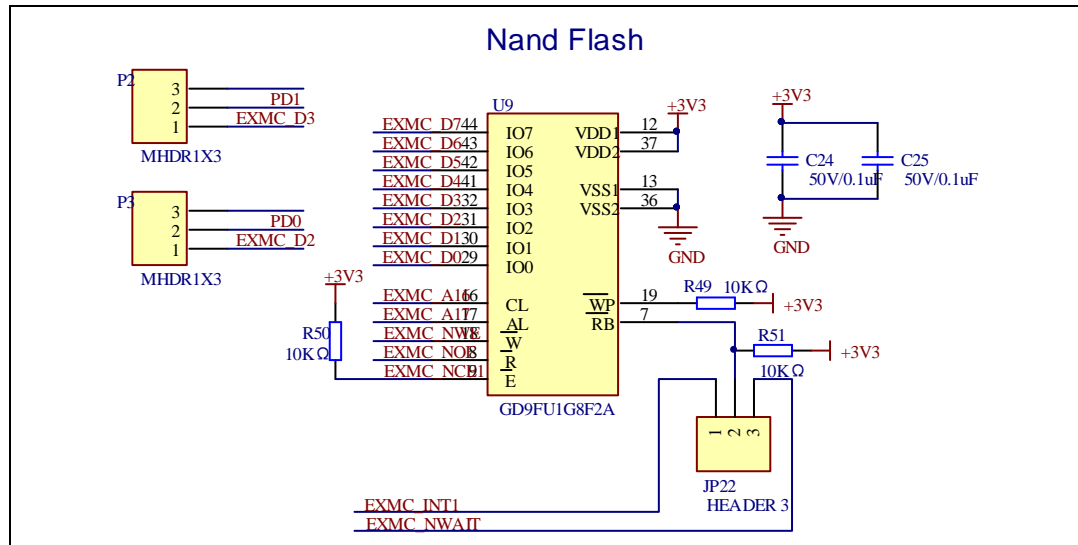 Nand Flash
P2
3
2 PD1
1 EXMC_D3
MHDR1X3
P3
3
2 PD0
1 EXMC_D2
MHDR1X3
+3V3
R50
10KΩ
U9
EXMC_D7 44 IO7
EXMC_D6 43 IO6
EXMC_D5 42 IO5
EXMC_D4 41 IO4
EXMC_D3 32 IO3
EXMC_D2 31 IO2
EXMC_D1 30 IO1
EXMC_D0 29 IO0
EXMC_A16 16 CL
EXMC_A17 17 AL
EXMC_NWE 18 W
EXMC_NOE 8 R
EXMC_NCE1 9 E
VDD1 12
VDD2 37
VSS1 13
VSS2 36
WP 19
RB 7
GD9FU1G8F2A
+3V3
GND
+3V3
C24
50V/0.1uF
C25
50V/0.1uF
GND
R49 10KΩ
+3V3
R51
10KΩ
+3V3
1 2 3
JP22
HEADER 3
EXMC_INT1
EXMC_NWAIT